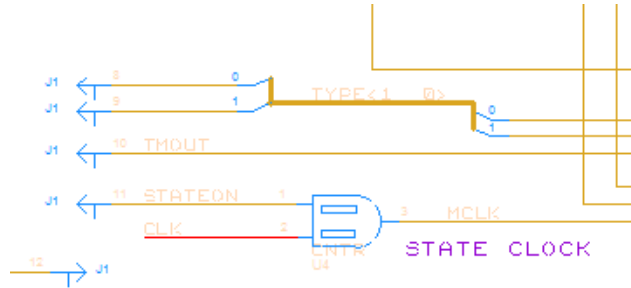 J1 8 0
J1 9 1 TYPE<1 0> 0
1
J1 10 TMOUT
J1 11 STATEON 1
3 MCLK
CLK 2
CNTR
U4
STATE CLOCK
12 J1